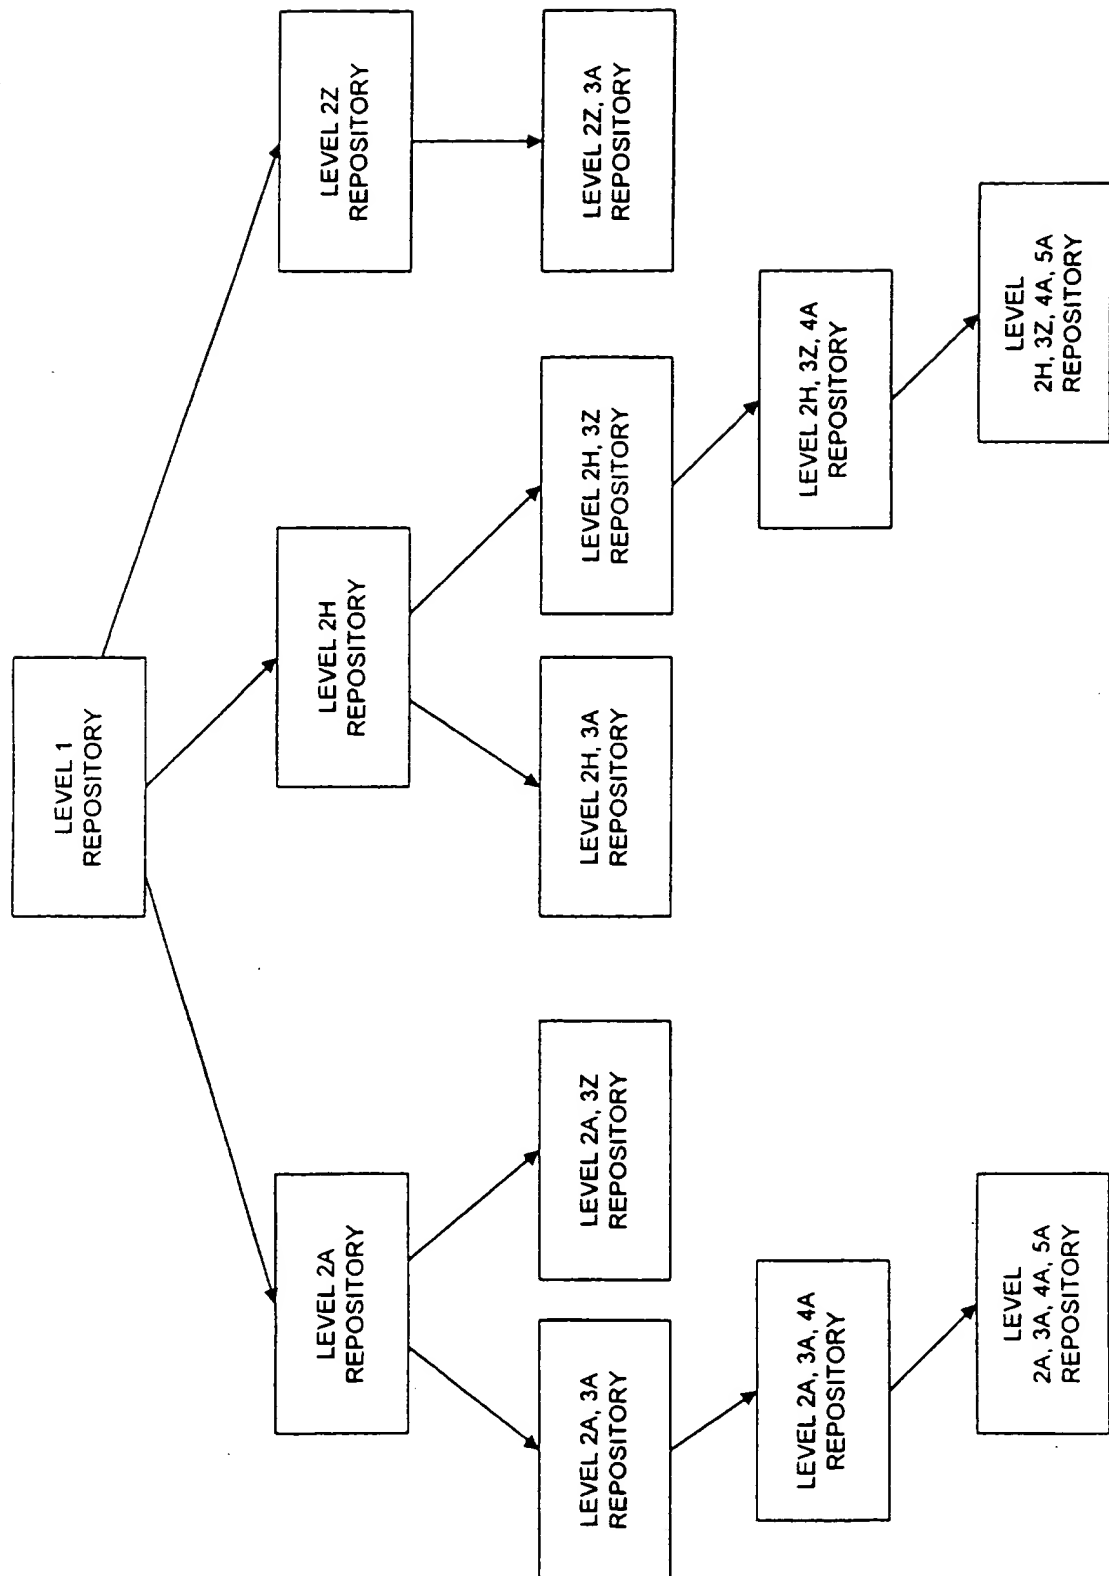 LEVEL 1
REPOSITORY
LEVEL 2A
REPOSITORY
LEVEL 2H
REPOSITORY
LEVEL 2Z
REPOSITORY
LEVEL 2A, 3A
REPOSITORY
LEVEL 2A, 3Z
REPOSITORY
LEVEL 2H, 3A
REPOSITORY
LEVEL 2H, 3Z
REPOSITORY
LEVEL 2Z, 3A
REPOSITORY
LEVEL 2A, 3A, 4A
REPOSITORY
LEVEL 2H, 3Z, 4A
REPOSITORY
LEVEL
2A, 3A, 4A, 5A
REPOSITORY
LEVEL
2H, 3Z, 4A, 5A
REPOSITORY